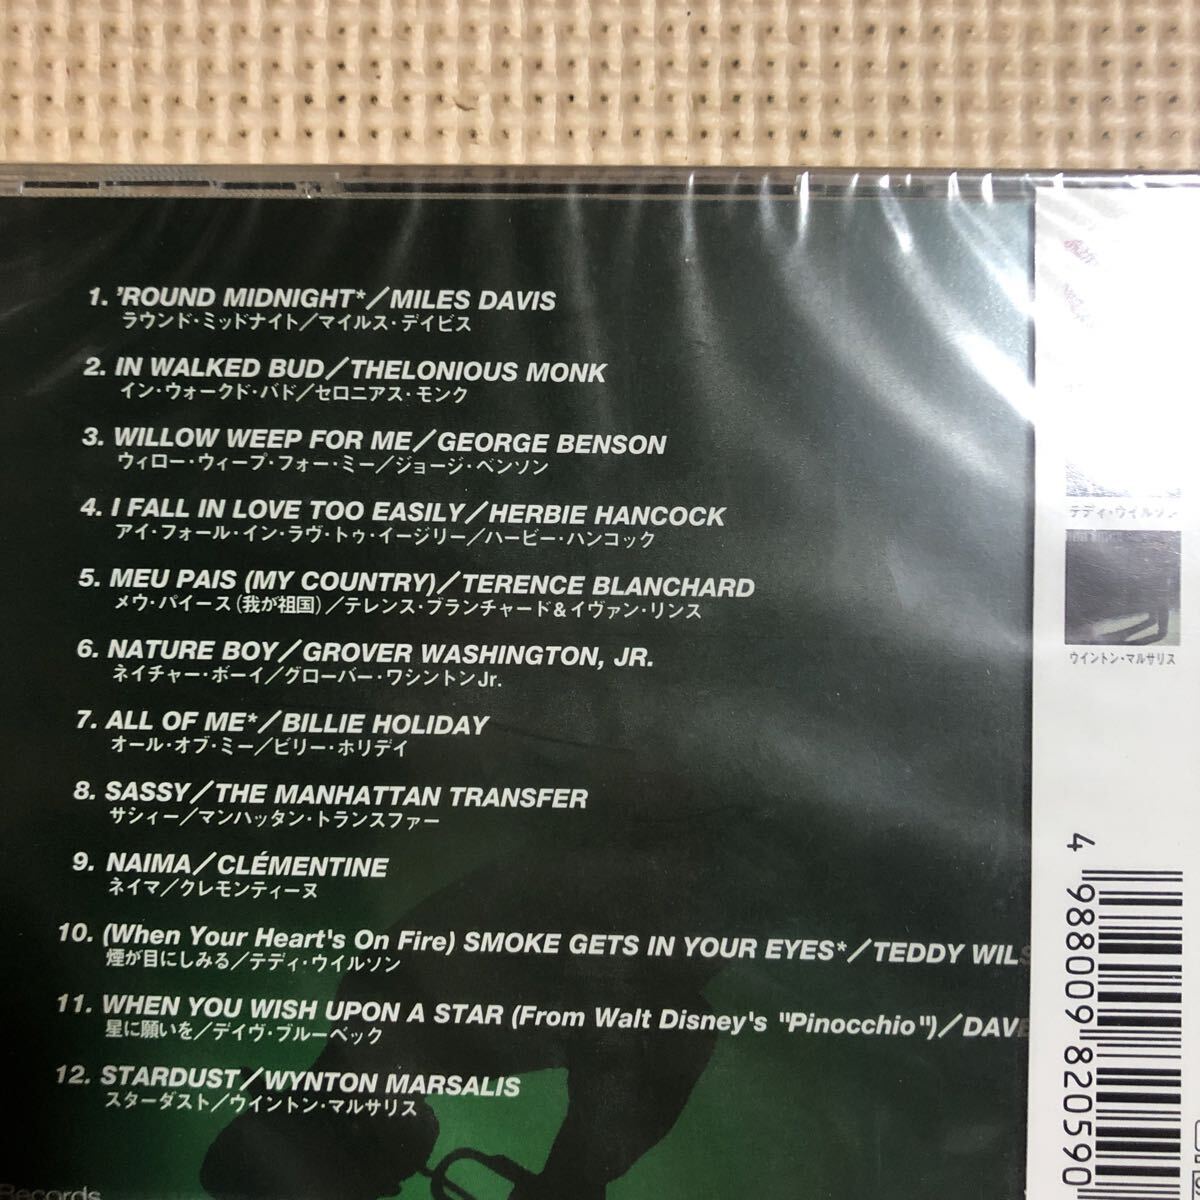 1. 'ROUND MIDNIGHT*／MILES DAVIS
ラウンド・ミッドナイト／マイルス・デイビス
2. IN WALKED BUD／THELONIOUS MONK
イン・ウォークド・バド／セロニアス・モンク
3. WILLOW WEEP FOR ME／GEORGE BENSON
ウィロー・ウィープ・フォー・ミー／ジョージ・ベンソン
4. I FALL IN LOVE TOO EASILY／HERBIE HANCOCK
アイ・フォール・イン・ラヴ・トゥ・イージリー／ハービー・ハンコック
5. MEU PAIS (MY COUNTRY)／TERENCE BLANCHARD
メウ・パイース(我が祖国)／テレンス・ブランチャード&イヴァン・リンス
6. NATURE BOY／GROVER WASHINGTON, JR.
ネイチャー・ボーイ／グローバー・ワシントンJr.
7. ALL OF ME*／BILLIE HOLIDAY
オール・オブ・ミー／ビリー・ホリデイ
8. SASSY／THE MANHATTAN TRANSFER
サシィー／マンハッタン・トランスファー
9. NAIMA／CLÉMENTINE
ネイマ／クレモンティーヌ
10. (When Your Heart's On Fire) SMOKE GETS IN YOUR EYES*／TEDDY WILS
煙が目にしみる／テディ・ウイルソン
11. WHEN YOU WISH UPON A STAR (From Walt Disney's "Pinocchio")／DAVE
星に願いを／デイヴ・ブルーベック
12. STARDUST／WYNTON MARSALIS
スターダスト／ウイントン・マルサリス
Records
テディ・ウイルソン
ウイントン・マルサリス
4 988009 820590